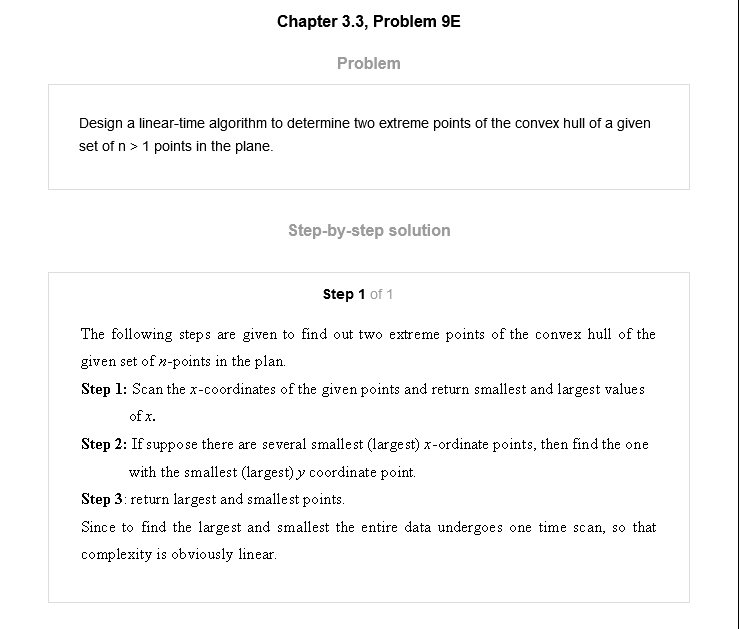 Chapter 3.3, Problem 9E
Problem
Design a linear-time algorithm to determine two extreme points of the convex hull of a given
set of n > 1 points in the plane.
Step-by-step solution
Step 1 of 1
The following steps are given to find out two extreme points of the convex hull of the
given set of n-points in the plan.
Step 1: Scan the x-coordinates of the given points and return smallest and largest values
of x.
Step 2: If suppose there are several smallest (largest) x-ordinate points, then find the one
with the smallest (largest) y coordinate point.
Step 3: return largest and smallest points.
Since to find the largest and smallest the entire data undergoes one time scan, so that
complexity is obviously linear.